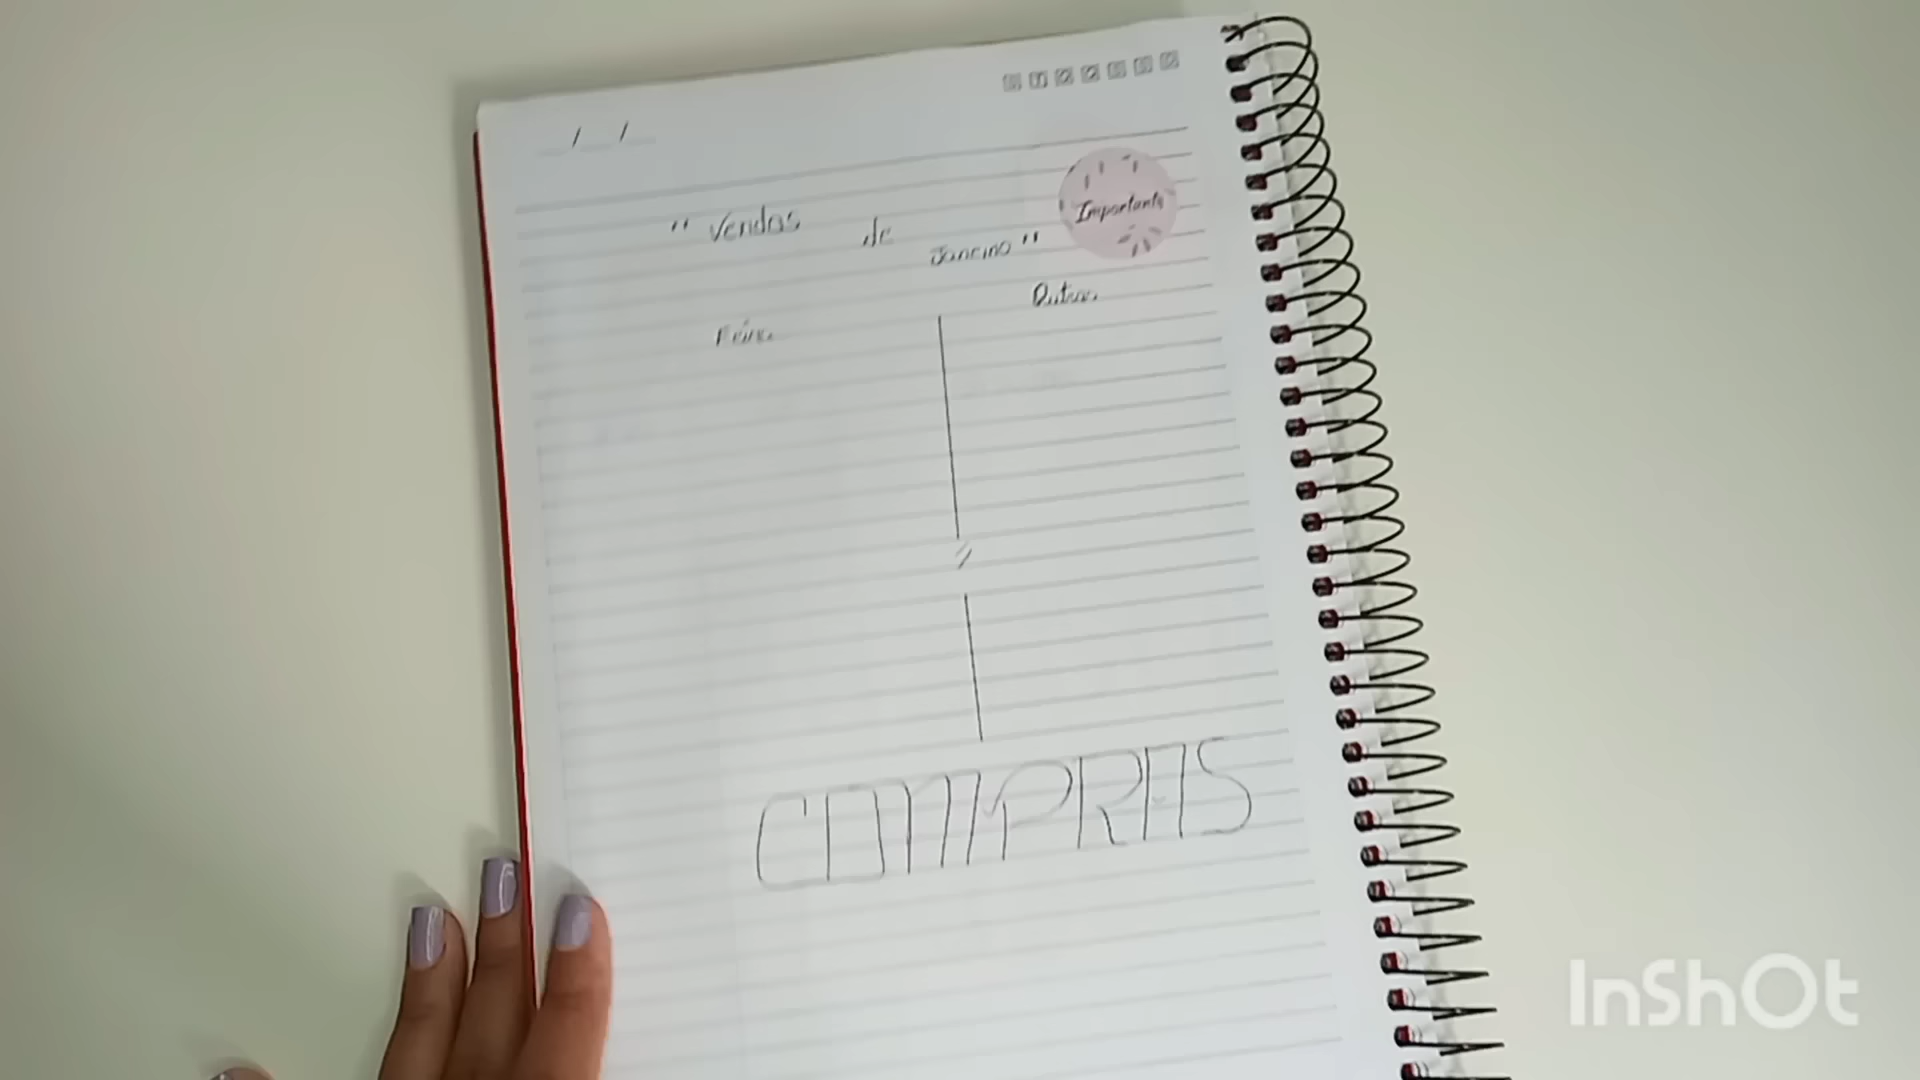 " Vendas de Janeiro "
Importante
Feira
Outros
COMPRAS
InShOt